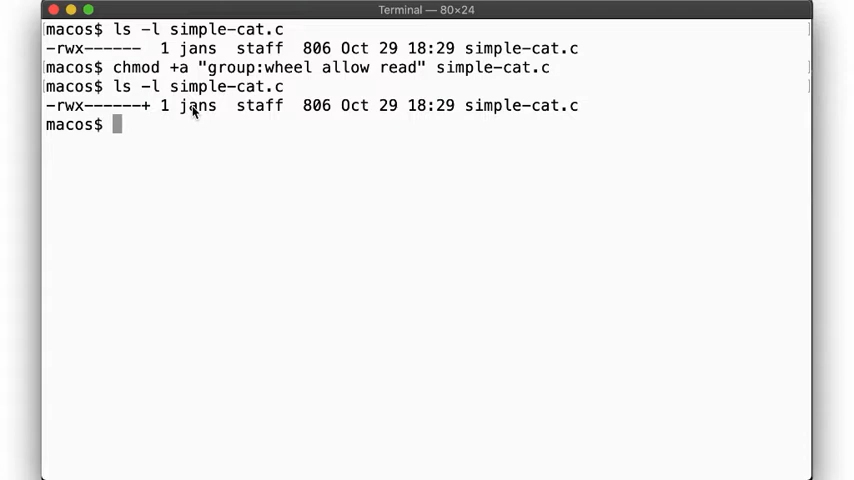 Terminal — 80×24
macos$ ls -l simple-cat.c
-rwx------  1 jans  staff  806 Oct 29 18:29 simple-cat.c
macos$ chmod +a "group:wheel allow read" simple-cat.c
macos$ ls -l simple-cat.c
-rwx------+ 1 jans  staff  806 Oct 29 18:29 simple-cat.c
macos$